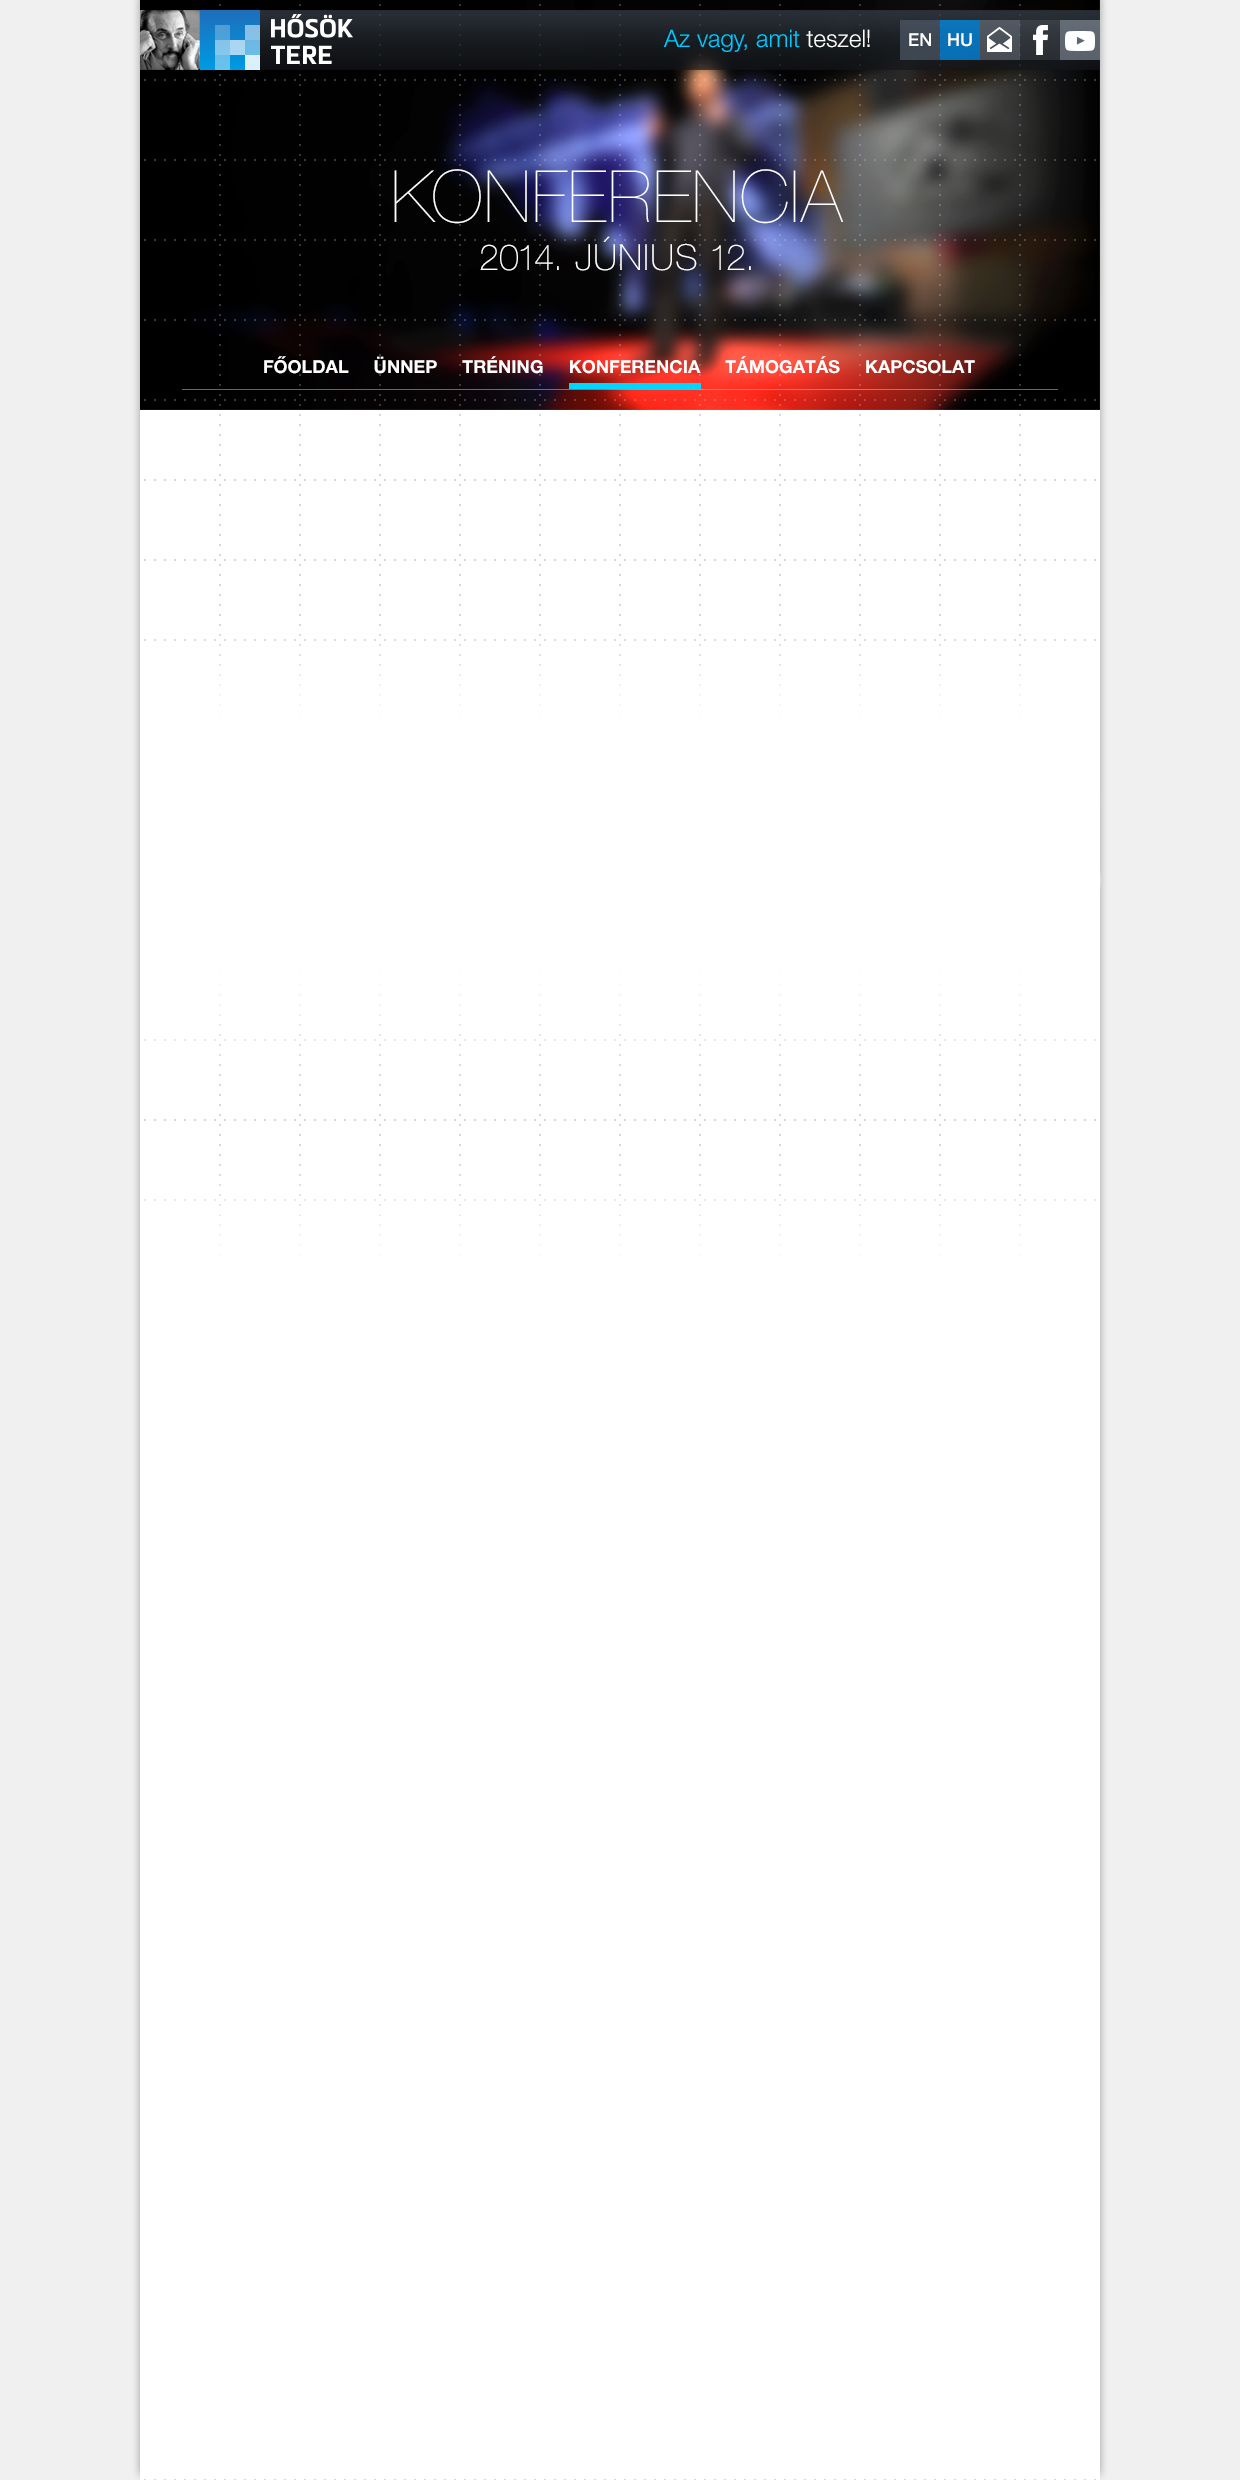 HŐSÖK
TERE
Az vagy, amit teszel!
EN HU
KONFERENCIA
2014. JÚNIUS 12.
FŐOLDAL ÜNNEP TRÉNING KONFERENCIA TÁMOGATÁS KAPCSOLAT